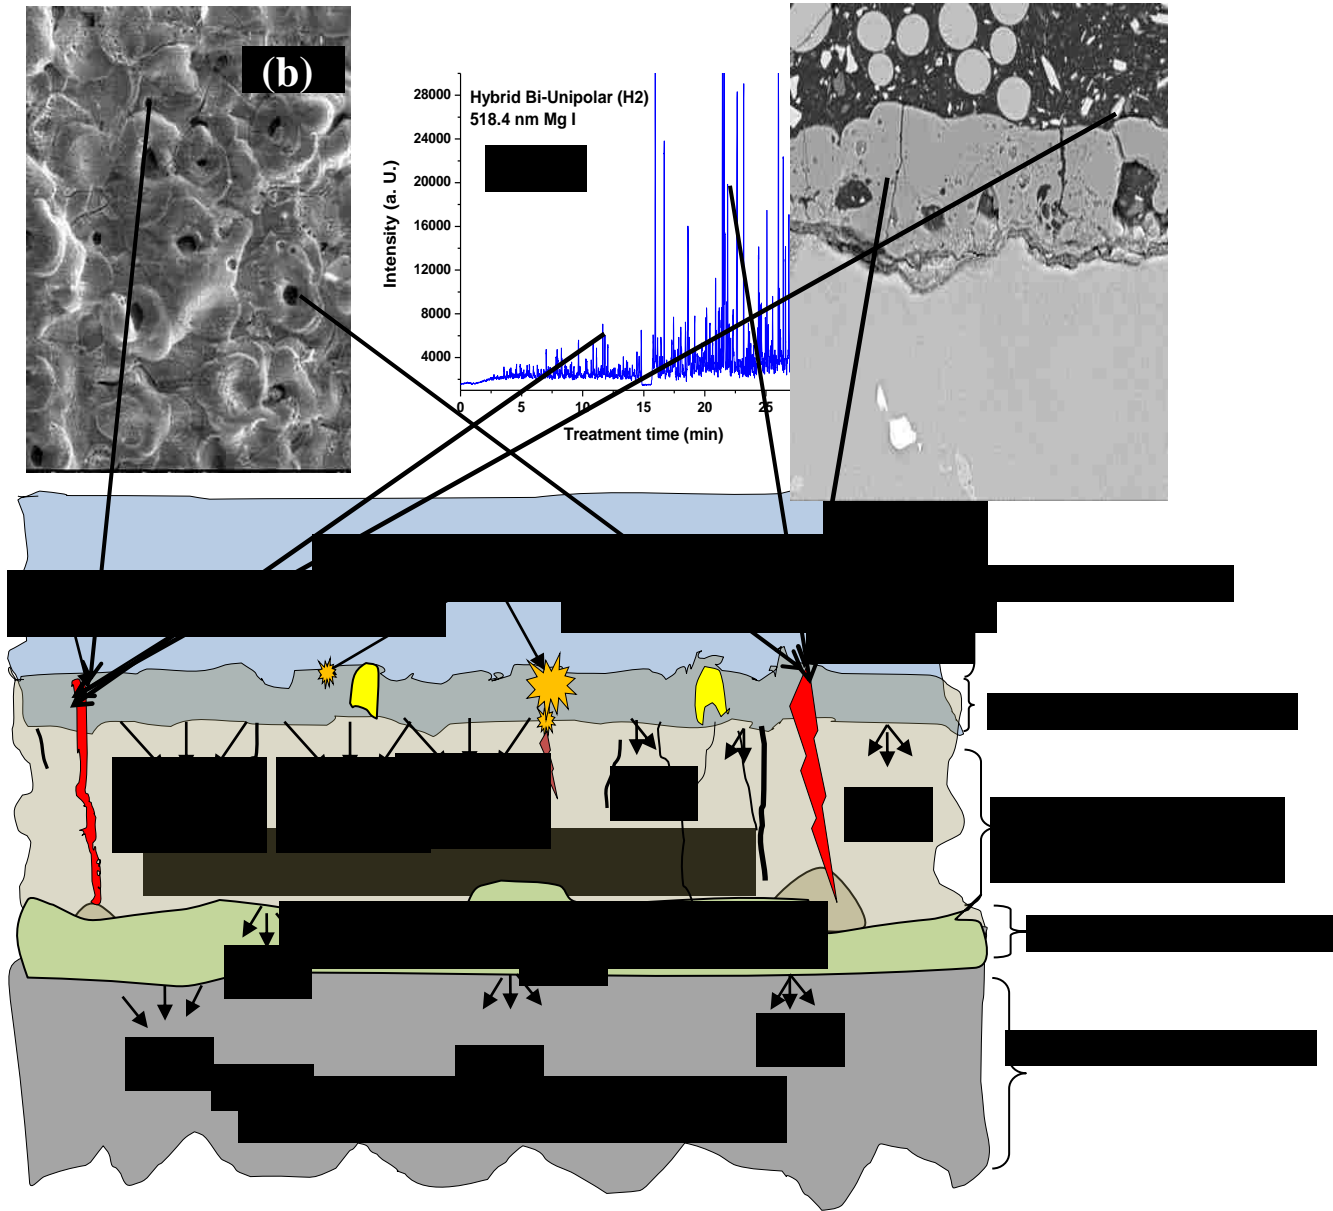 (b)
Hybrid Bi-Unipolar (H2)
518.4 nm Mg I
Intensity (a. U.)
28000
24000
20000
16000
12000
8000
4000
0 5 10 15 20 25
Treatment time (min)